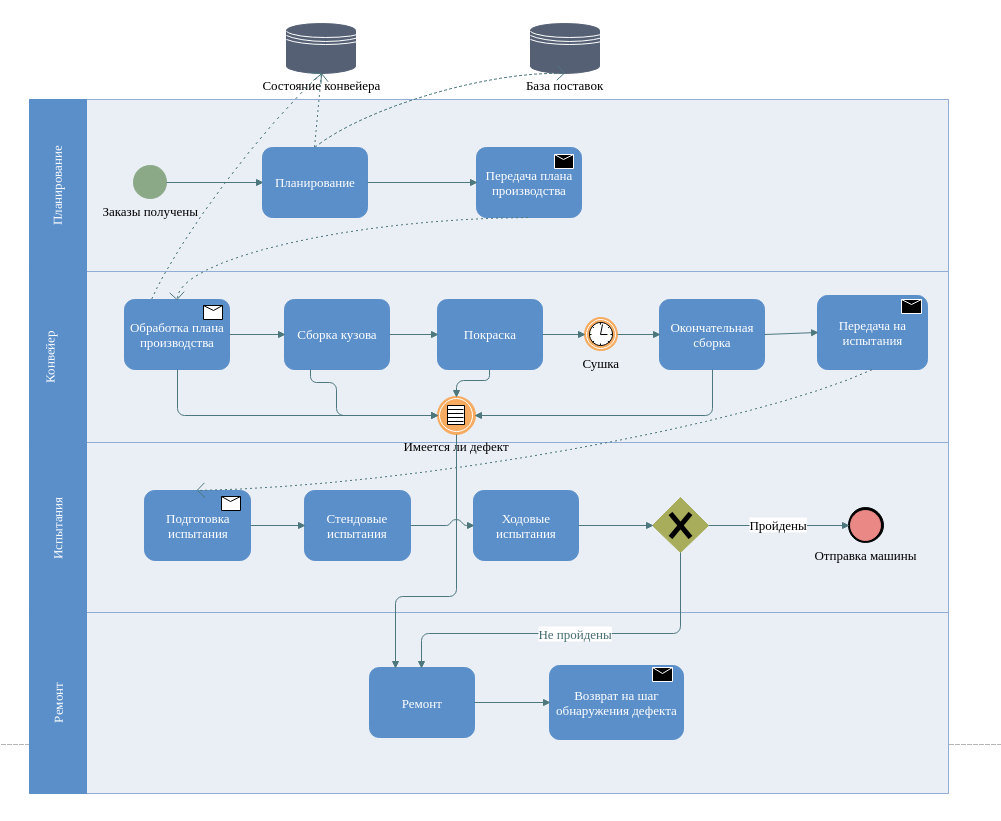 Состояние конвейера
База поставок
Планирование
Заказы получены
Планирование
Передача плана
производства
Конвейер
Обработка плана
производства
Сборка кузова
Покраска
Сушка
Окончательная
сборка
Передача на
испытания
Имеется ли дефект
Испытания
Подготовка
испытания
Стендовые
испытания
Ходовые
испытания
Пройдены
Отправка машины
Не пройдены
Ремонт
Ремонт
Возврат на шаг
обнаружения дефекта